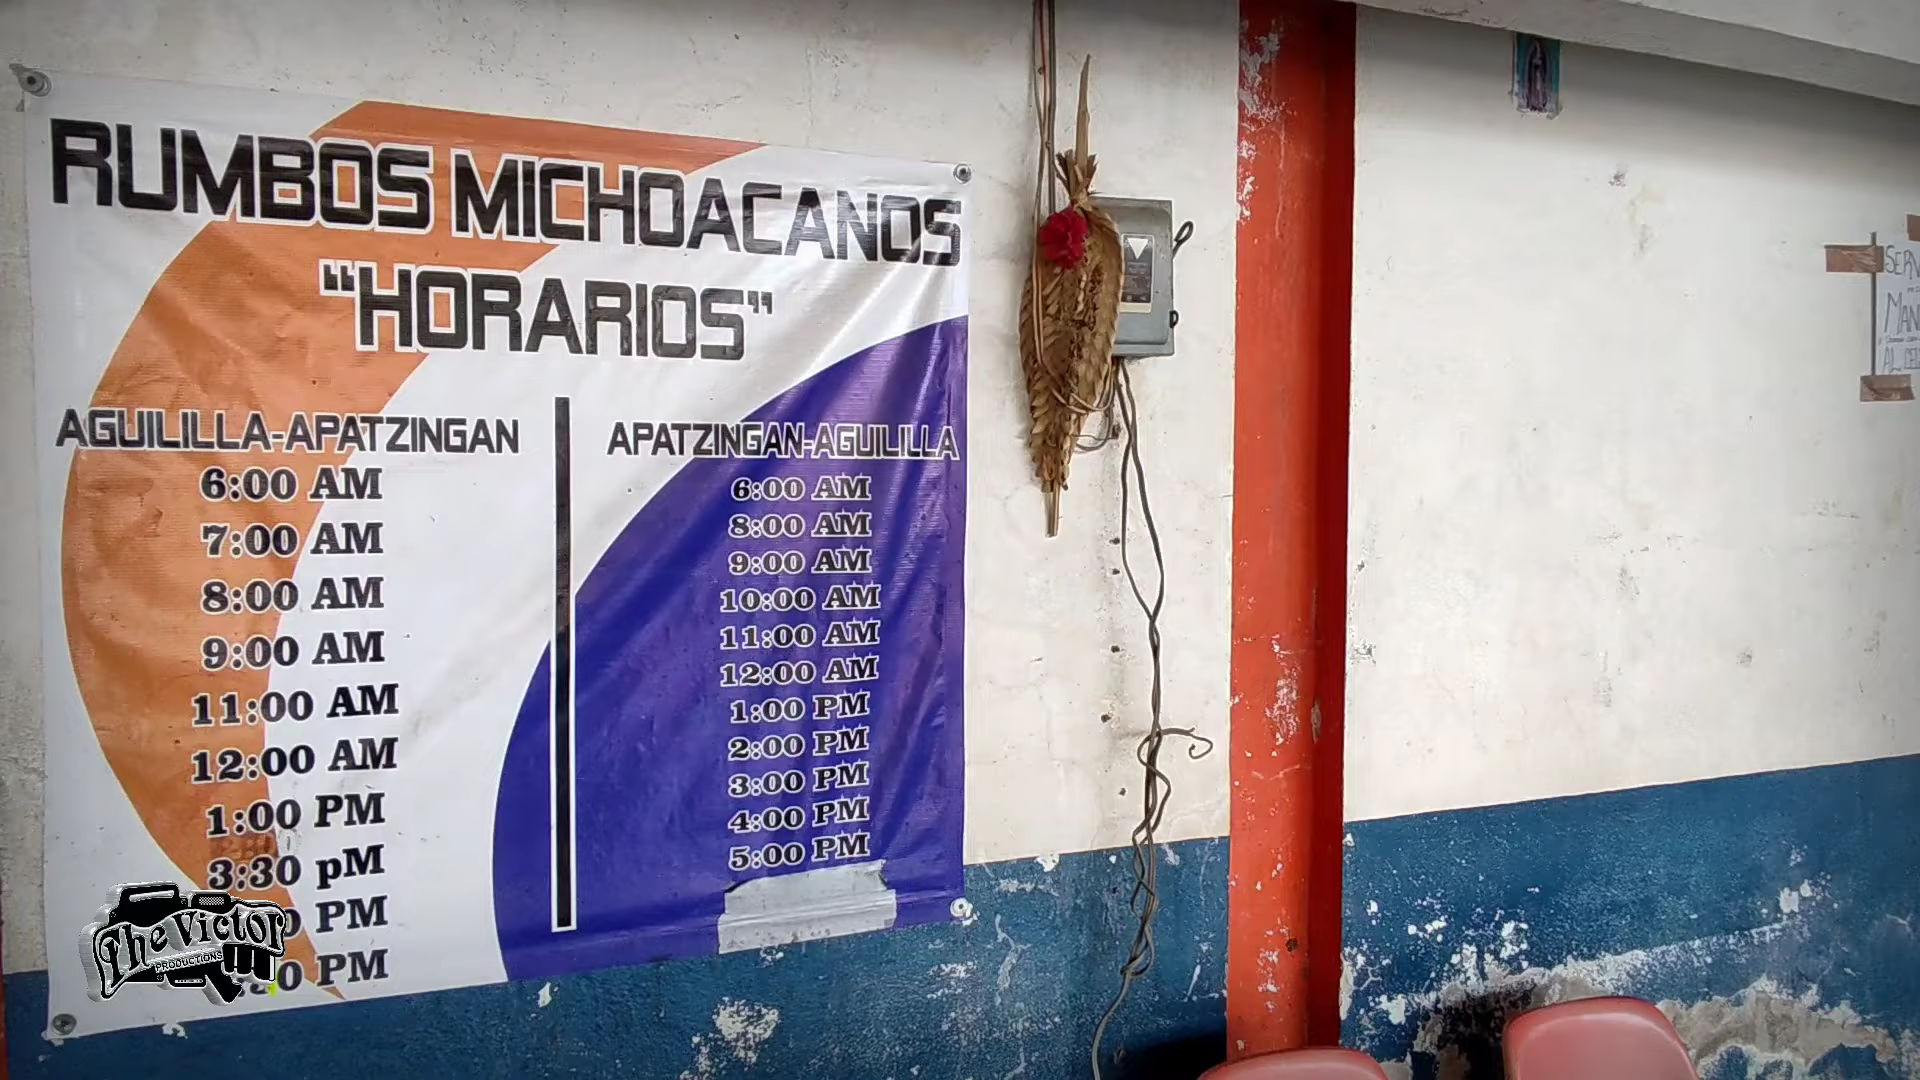 RUMBOS MICHOACANOS
"HORARIOS"
AGUILILLA-APATZINGAN
6:00 AM
7:00 AM
8:00 AM
9:00 AM
11:00 AM
12:00 AM
1:00 PM
3:30 pM
PM
PM
APATZINGAN-AGUILILLA
6:00 AM
8:00 AM
9:00 AM
10:00 AM
11:00 AM
12:00 AM
1:00 PM
2:00 PM
3:00 PM
4:00 PM
5:00 PM
The Victor
PRODUCTIONS